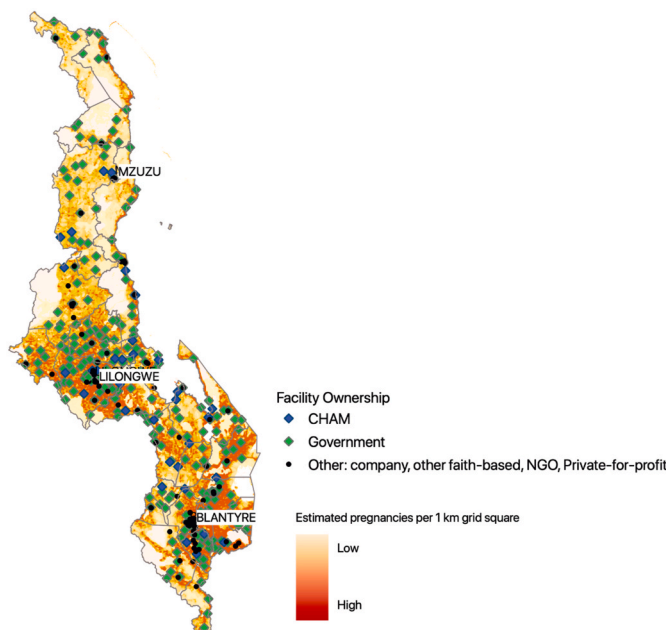 MZUZU
LILONGWE
Facility Ownership
CHAM
Government
Other: company, other faith-based, NGO, Private-for-profit
BLANTYRE
Estimated pregnancies per 1 km grid square
Low
High